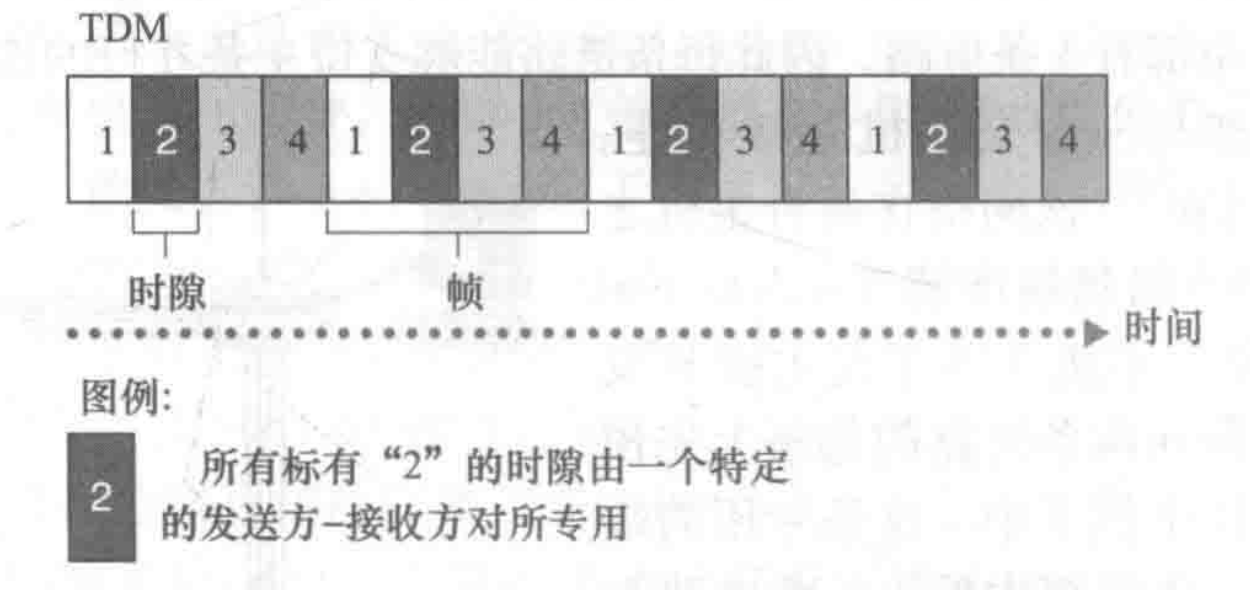 TDM
1 2 3 4 1 2 3 4 1 2 3 4 1 2 3 4
时隙 帧
时间
图例:
2 所有标有“2”的时隙由一个特定
的发送方-接收方对所专用